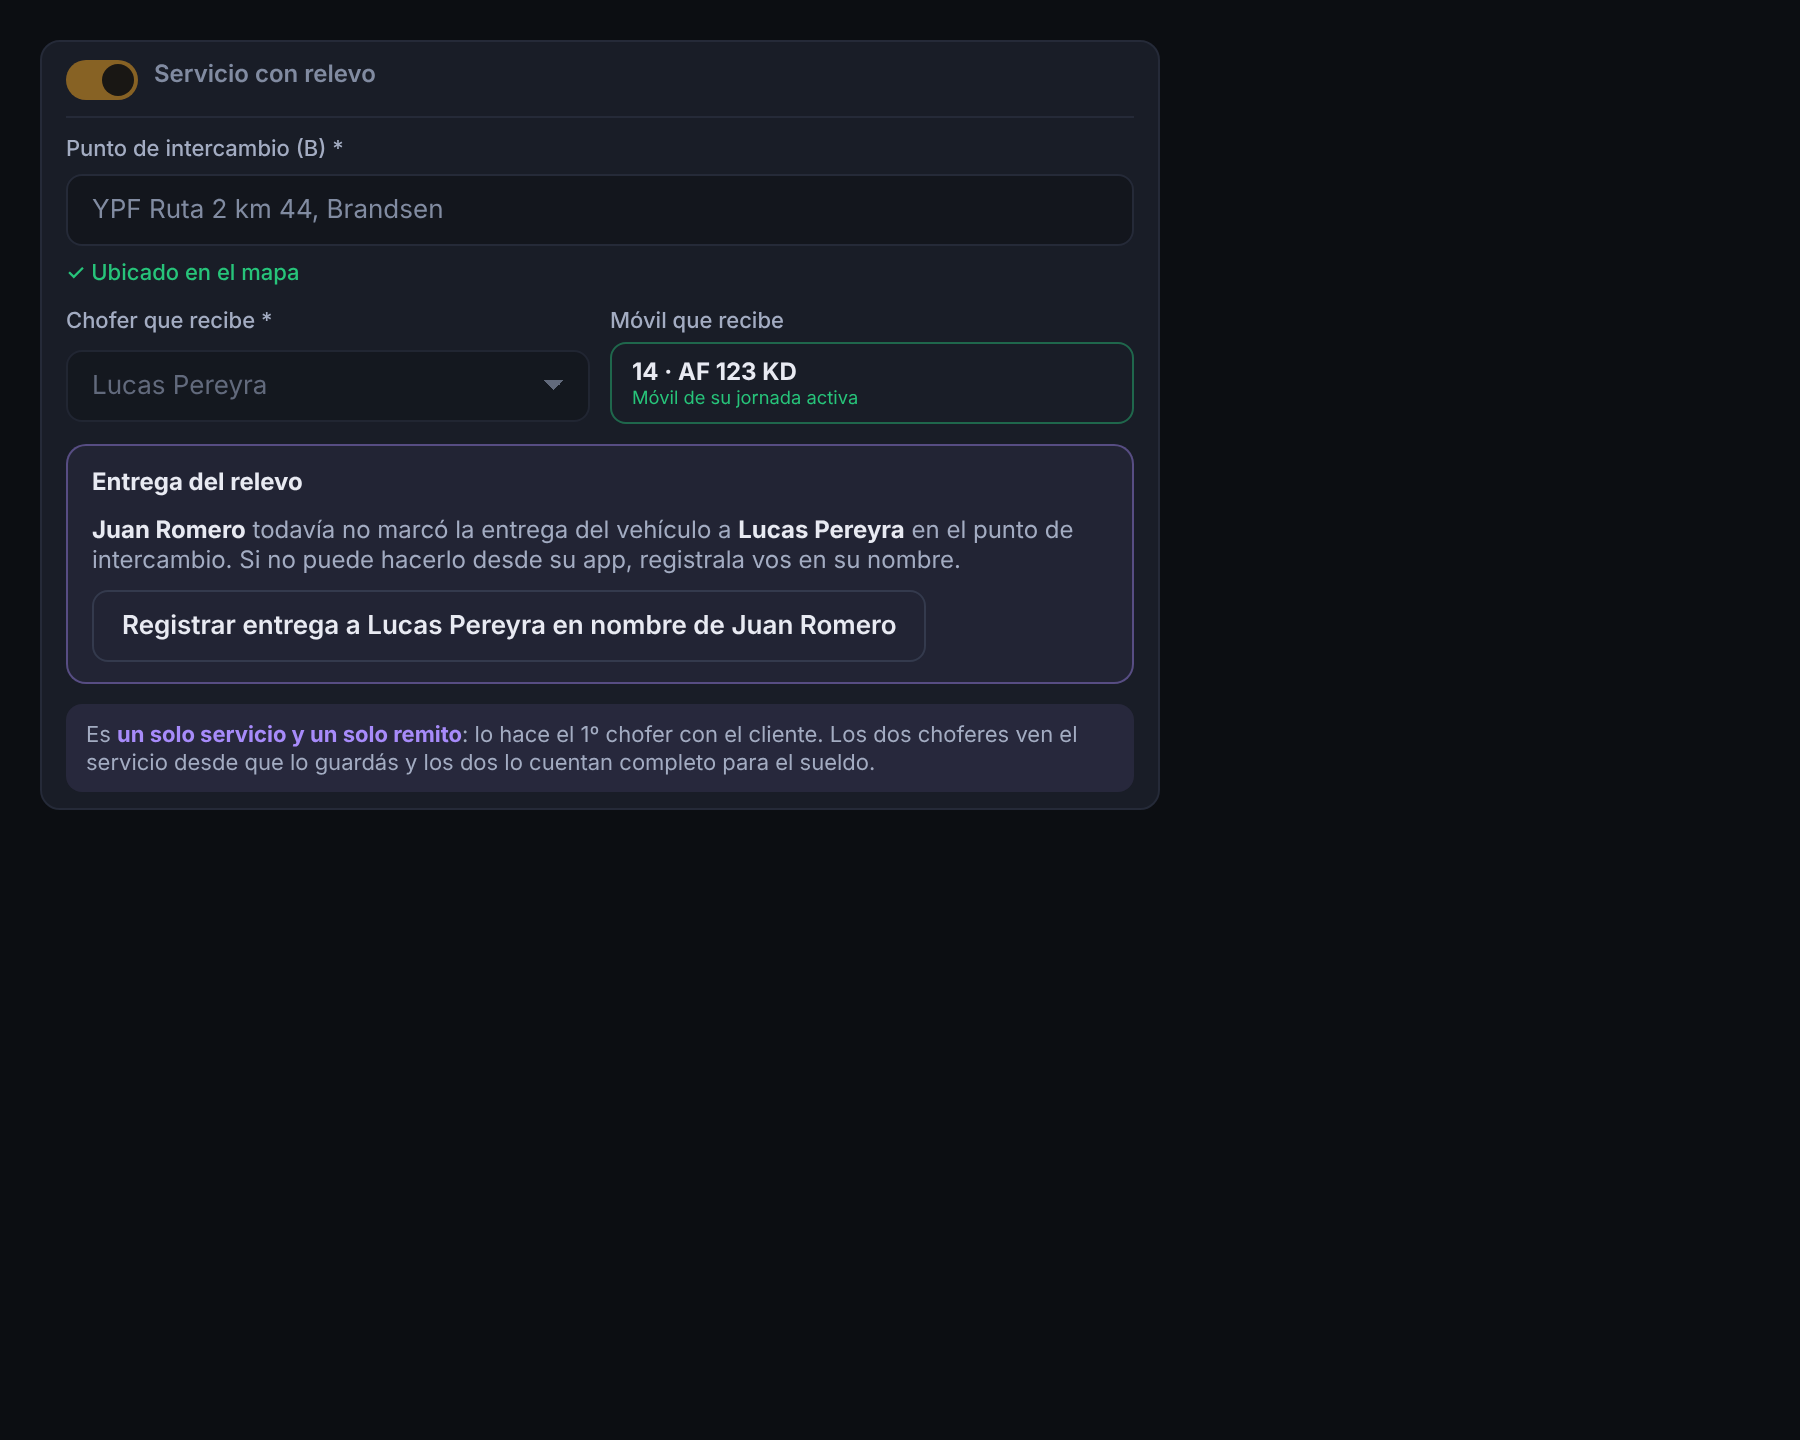 Servicio con relevo
Punto de intercambio (B) *
YPF Ruta 2 km 44, Brandsen
✓ Ubicado en el mapa
Chofer que recibe *
Lucas Pereyra
Móvil que recibe
14 · AF 123 KD
Móvil de su jornada activa
Entrega del relevo
Juan Romero todavía no marcó la entrega del vehículo a Lucas Pereyra en el punto de
intercambio. Si no puede hacerlo desde su app, registrala vos en su nombre.
Registrar entrega a Lucas Pereyra en nombre de Juan Romero
Es un solo servicio y un solo remito: lo hace el 1º chofer con el cliente. Los dos choferes ven el
servicio desde que lo guardás y los dos lo cuentan completo para el sueldo.